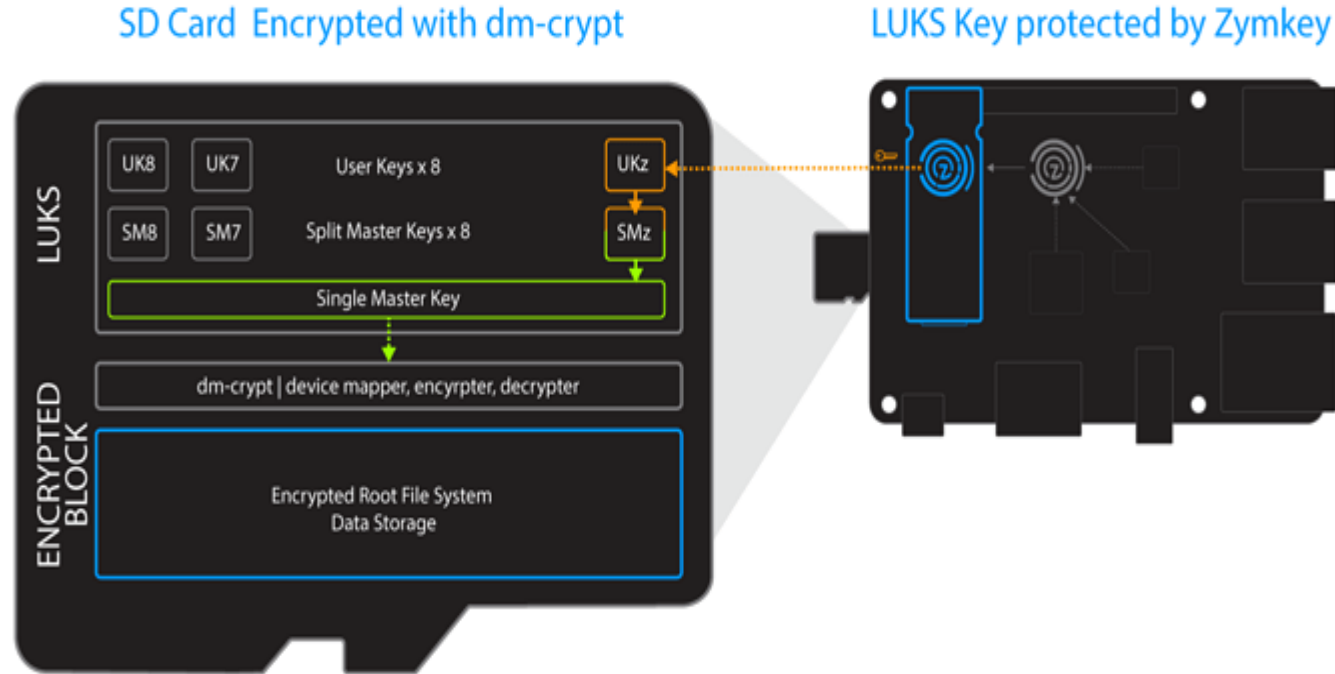 SD Card Encrypted with dm-crypt
LUKS Key protected by Zymkey
LUKS
UK8
UK7
User Keys x 8
UKz
SM8
SM7
Split Master Keys x 8
SMz
Single Master Key
ENCRYPTED
BLOCK
dm-crypt | device mapper, encyrpter, decrypter
Encrypted Root File System
Data Storage
Z
Z